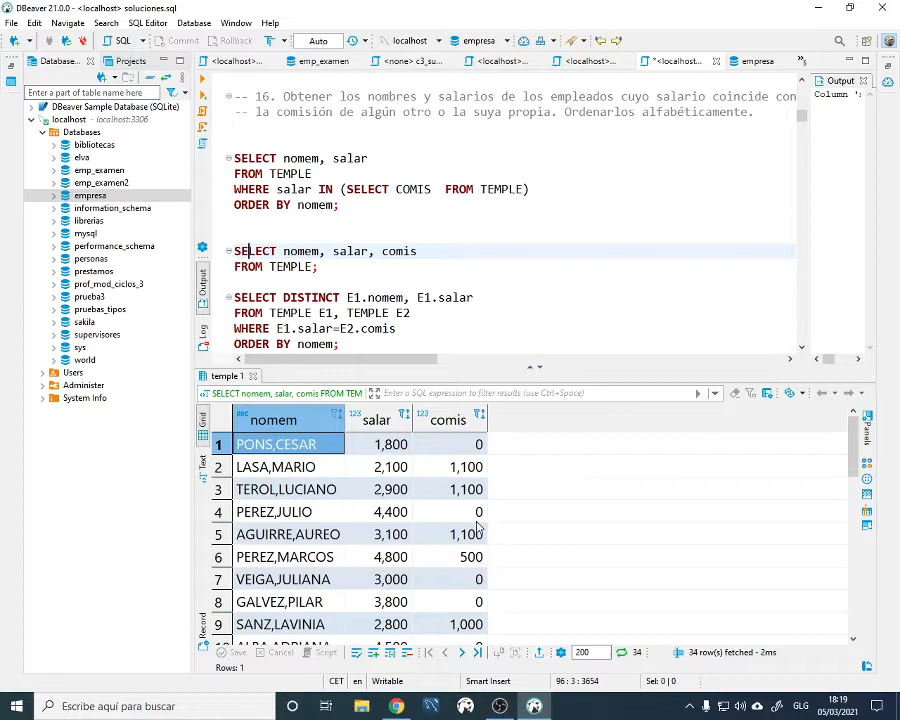 DBeaver 21.0.0 - <localhost> soluciones.sql
File Edit Navigate Search SQL Editor Database Window Help
SQL Commit Rollback T Auto localhost empresa
Database... Projects *<localhost... <localhost>... emp_examen <none> c3_su... <localhost... <localhost>... empresa
Enter a part of table name here
DBeaver Sample Database (SQLite)
localhost:3306
Databases
bibliotecas
elva
emp_examen
emp_examen2
empresa
information_schema
librerias
mysql
performance_schema
personas
prestamos
prof_mod_ciclos_3
prueba3
pruebas_tipos
sakila
supervisores
sys
world
Users
Administer
System Info
-- 16. Obtener los nombres y salarios de los empleados cuyo salario coincide con
-- la comisión de algún otro o la suya propia. Ordenarlos alfabéticamente.
SELECT nomem, salar
FROM TEMPLE
WHERE salar IN (SELECT COMIS  FROM TEMPLE)
ORDER BY nomem;
SELECT nomem, salar, comis
FROM TEMPLE;
SELECT DISTINCT E1.nomem, E1.salar
FROM TEMPLE E1, TEMPLE E2
WHERE E1.salar=E2.comis
ORDER BY nomem;
Output
Log
Output
Column '
temple 1
SELECT nomem, salar, comis FROM TEM Enter a SQL expression to filter results (use Ctrl+Space)
Grid
Text
Record
Panels
nomem salar comis
1 PONS,CESAR 1,800 0
2 LASA,MARIO 2,100 1,100
3 TEROL,LUCIANO 2,900 1,100
4 PEREZ,JULIO 4,400 0
5 AGUIRRE,AUREO 3,100 1,100
6 PEREZ,MARCOS 4,800 500
7 VEIGA,JULIANA 3,000 0
8 GALVEZ,PILAR 3,800 0
9 SANZ,LAVINIA 2,800 1,000
Save Cancel Script 200 34 34 row(s) fetched - 2ms
Rows: 1
CET en Writable Smart Insert 96 : 3 : 3654 Sel: 0 | 0
Escribe aquí para buscar GLG 18:19
05/03/2021